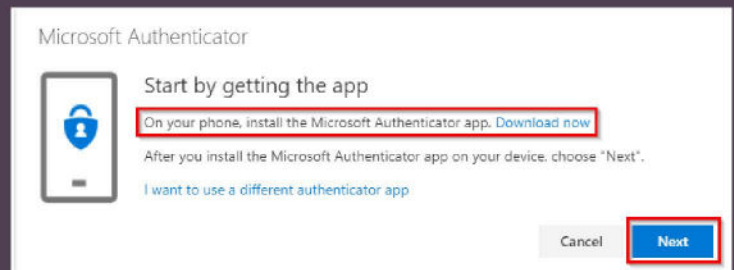 Microsoft Authenticator
Start by getting the app
On your phone, install the Microsoft Authenticator app. Download now
After you install the Microsoft Authenticator app on your device, choose "Next".
I want to use a different authenticator app
Cancel Next